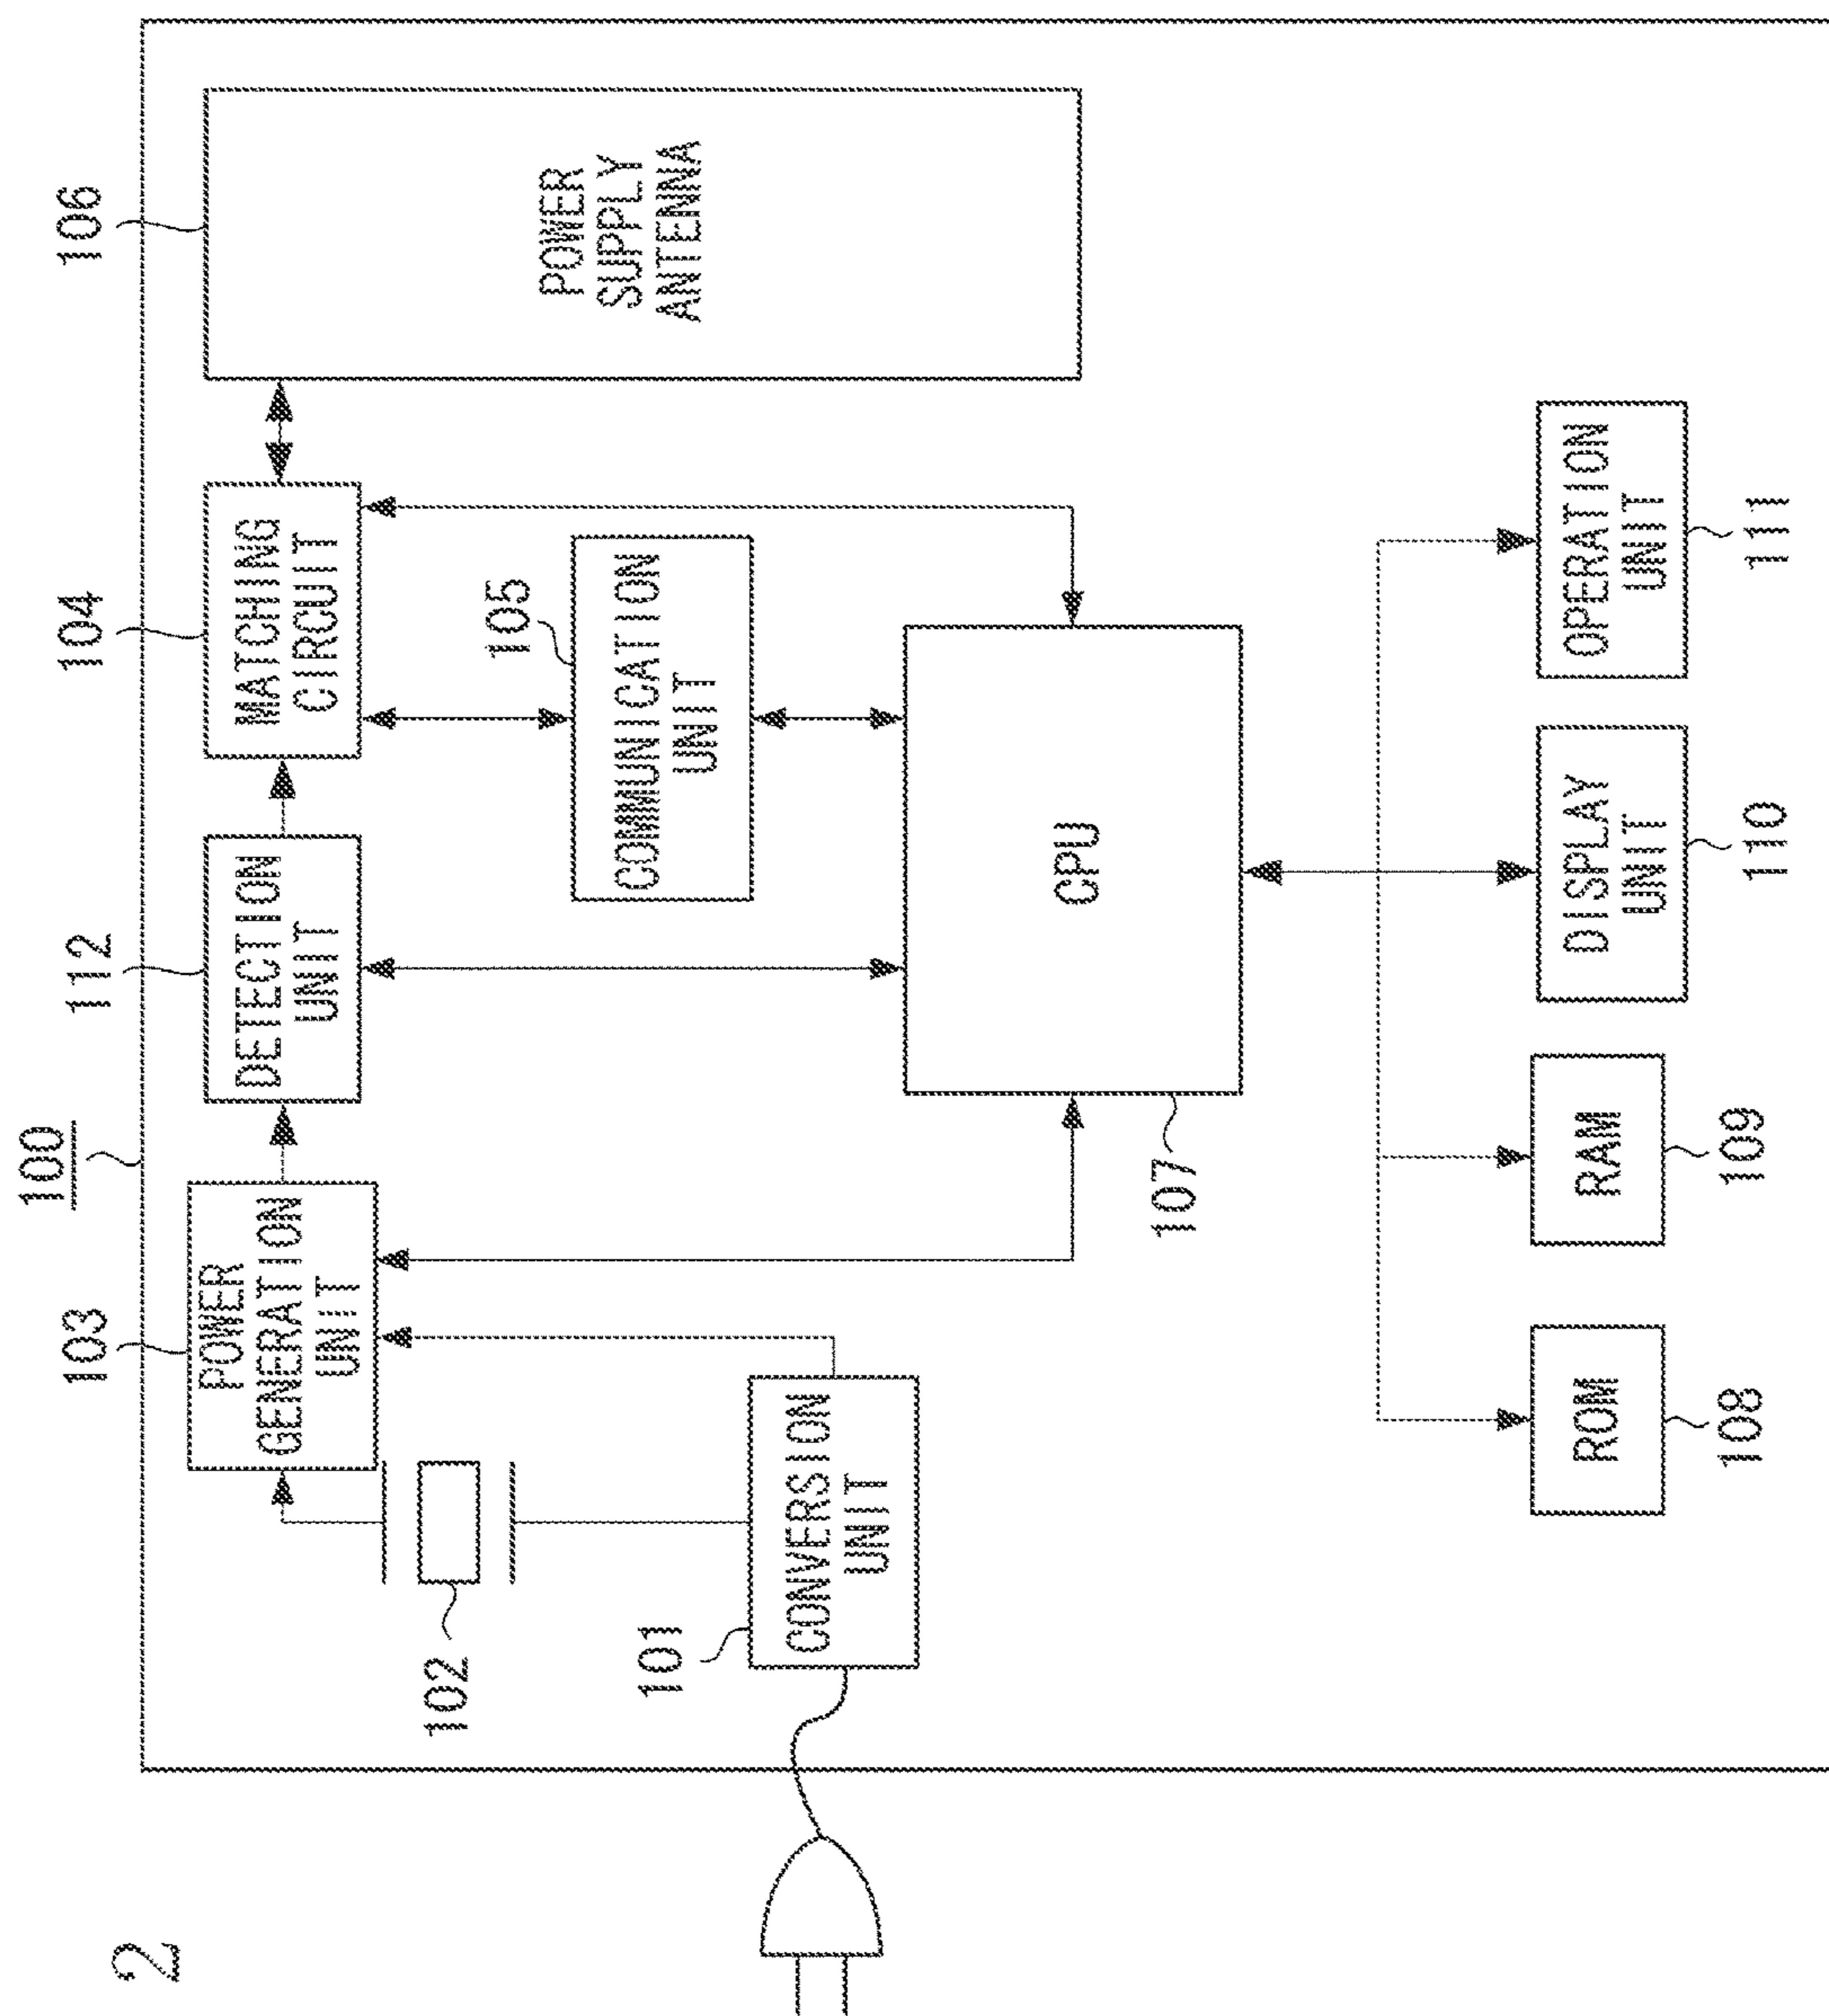 2
100
103
112
104
106
POWER
GENERATION
UNIT
DETECTION
UNIT
MATCHING
CIRCUIT
POWER
SUPPLY
ANTENNA
102
105
COMMUNICATION
UNIT
101
CONVERSION
UNIT
CPU
107
ROM
RAM
DISPLAY
UNIT
OPERATION
UNIT
108
109
110
111